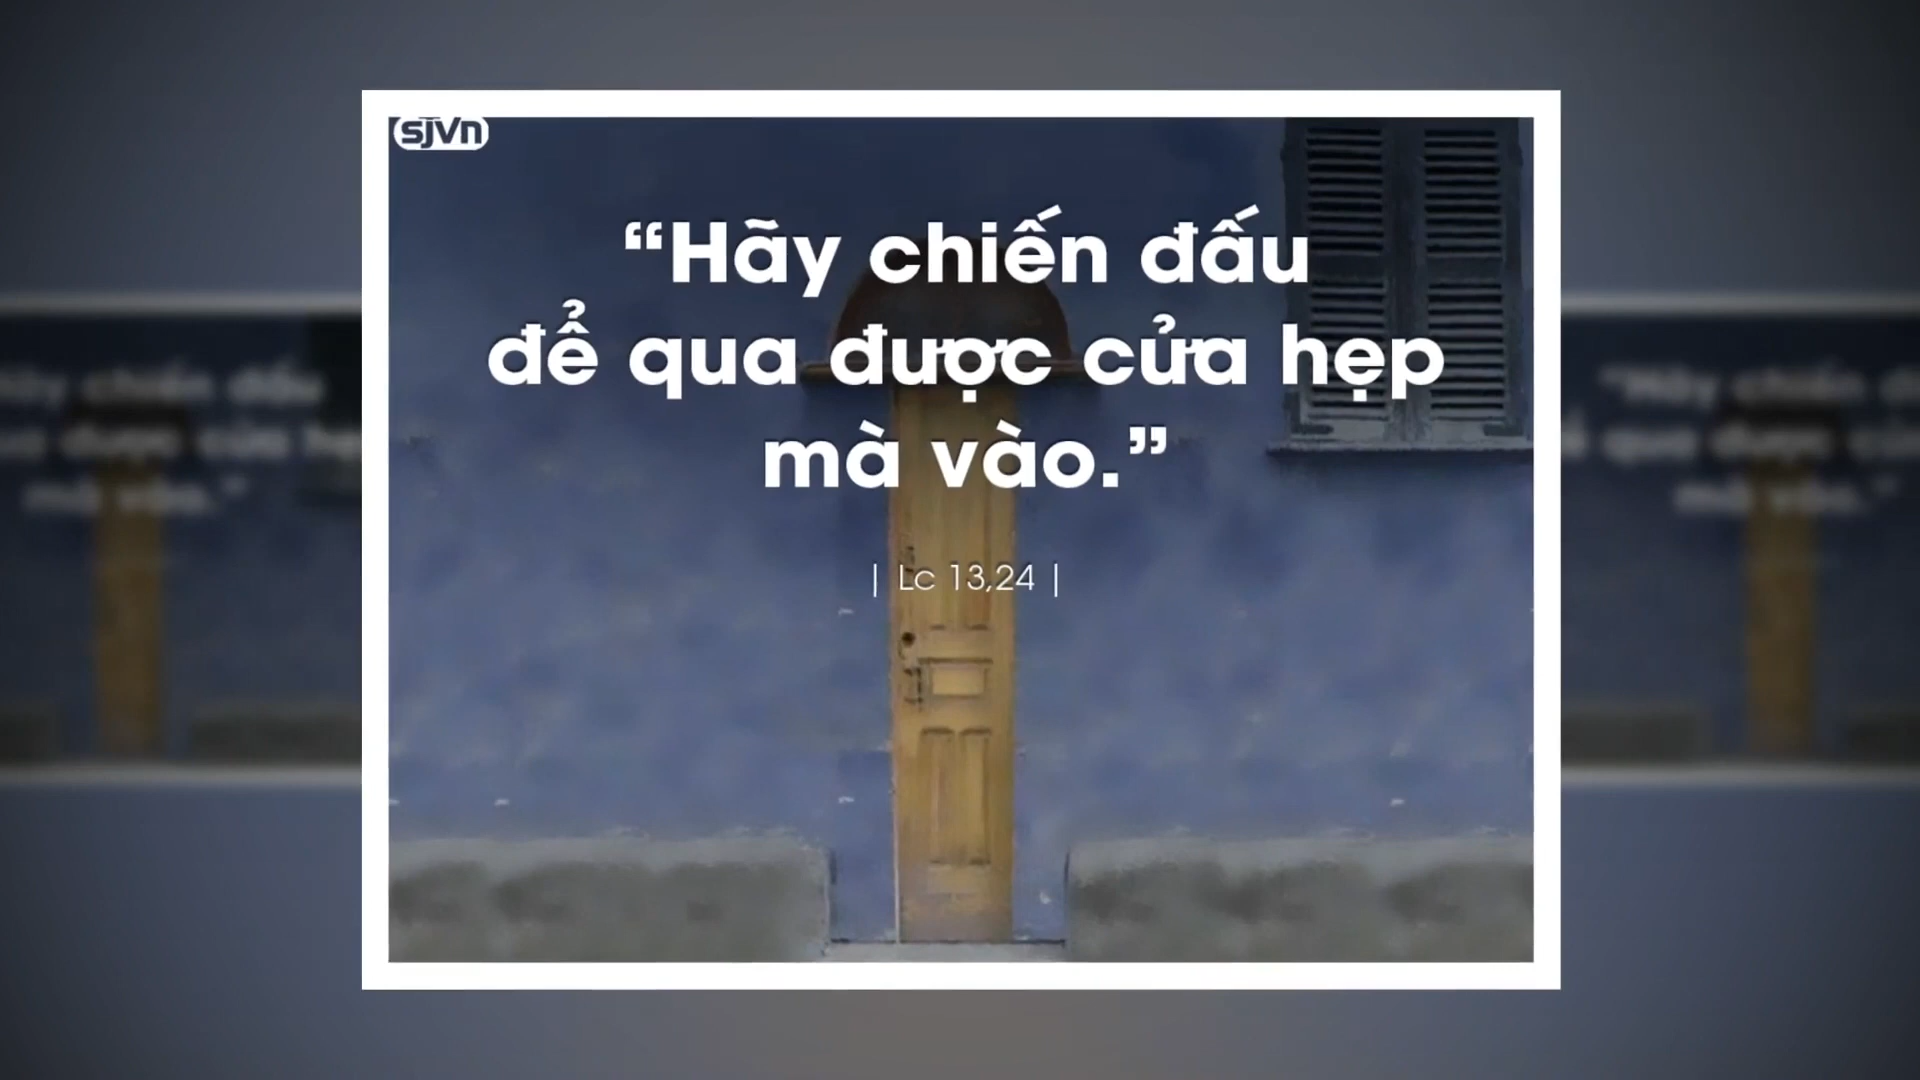 sjvn
“Hãy chiến đấu
để qua được cửa hẹp
mà vào.”
| Lc 13,24 |